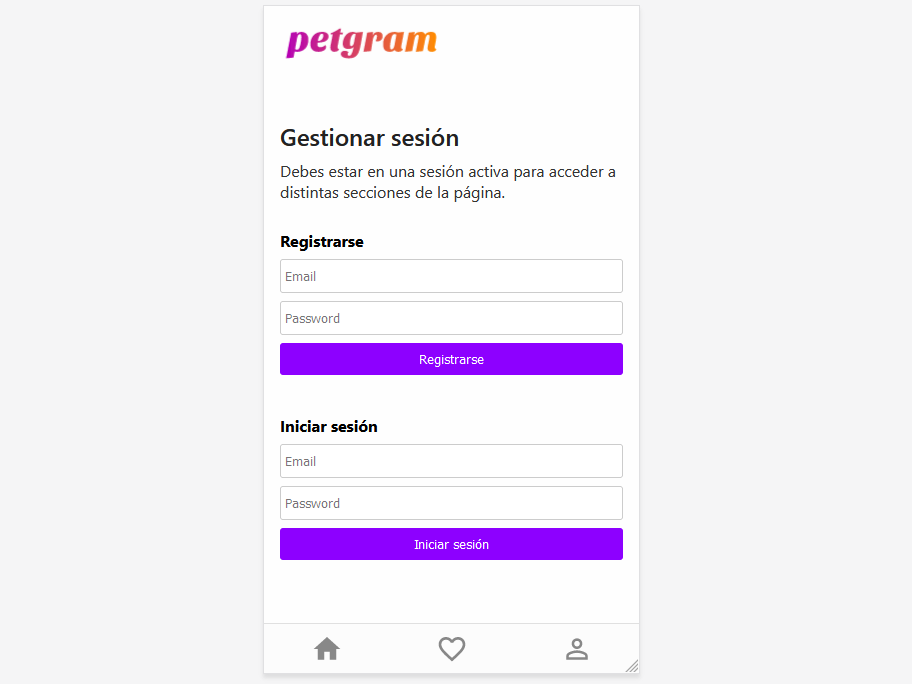 petgram
Gestionar sesión
Debes estar en una sesión activa para acceder a
distintas secciones de la página.
Registrarse
Email
Password
Registrarse
Iniciar sesión
Email
Password
Iniciar sesión